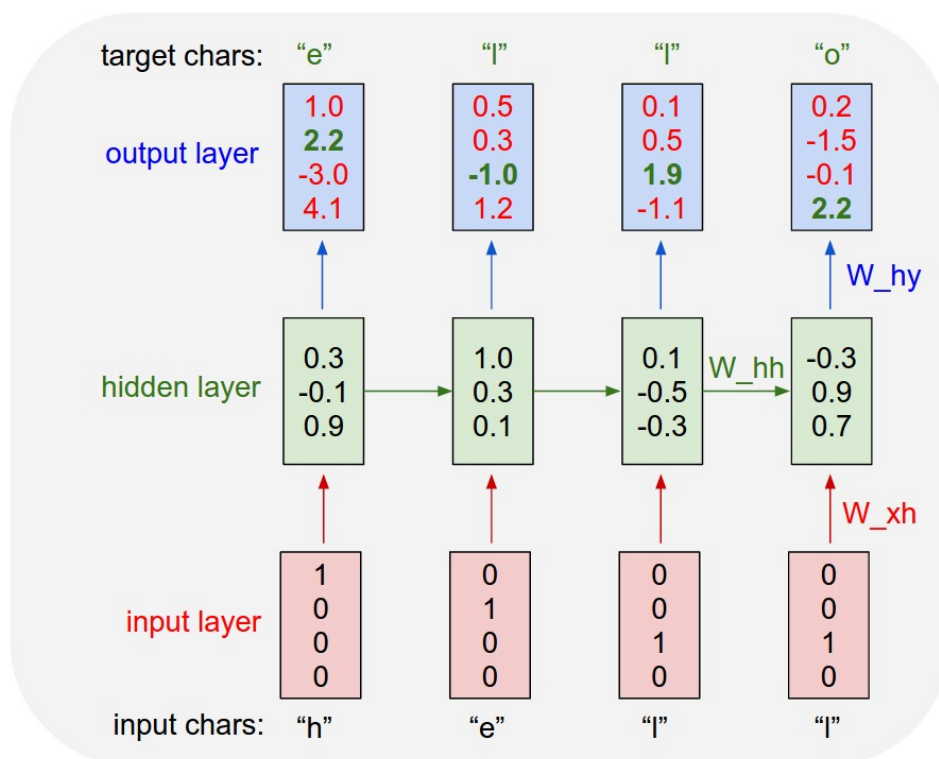 target chars: “e” “l” “l” “o”
1.0 0.5 0.1 0.2
2.2 0.3 0.5 -1.5
output layer
-3.0 -1.0 1.9 -0.1
4.1 1.2 -1.1 2.2
W_hy
0.3 1.0 0.1 -0.3
W_hh
hidden layer -0.1 0.3 -0.5 0.9
0.9 0.1 -0.3 0.7
W_xh
1 0 0 0
0 1 0 0
input layer
0 0 1 1
0 0 0 0
input chars: “h” “e” “l” “l”